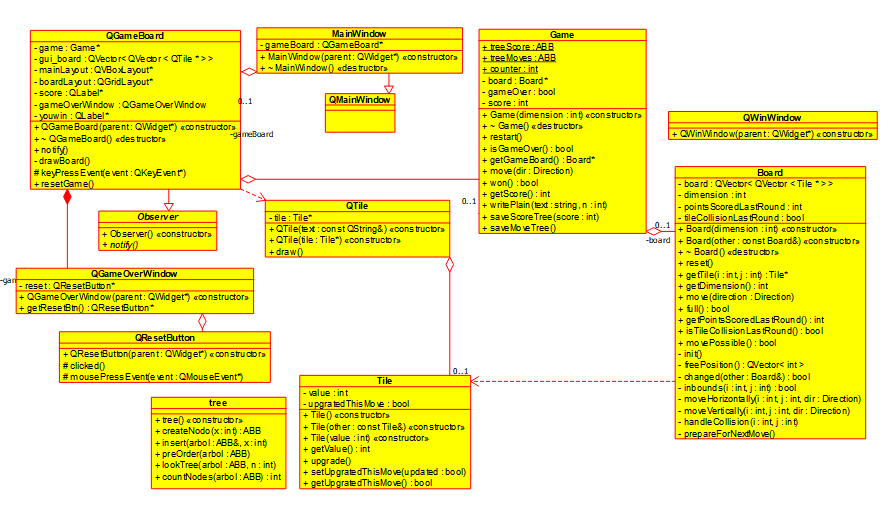 QGameBoard
- game : Game*
- gui_board : QVector< QVector < QTile * > >
- mainLayout : QVBoxLayout*
- boardLayout : QGridLayout*
- score : QLabel*
- gameOverWindow : QGameOverWindow
- youwin : QLabel*
+ QGameBoard(parent : QWidget*) «constructor»
+ ~ QGameBoard() «destructor»
+ notify()
- drawBoard()
# keyPressEvent(event : QKeyEvent*)
+ resetGame()
MainWindow
- gameBoard : QGameBoard*
+ MainWindow(parent : QWidget*) «constructor»
+ ~ MainWindow() «destructor»
0..1
-gameBoard
QMainWindow
Game
+ treeScore : ABB
+ treeMoves : ABB
+ counter : int
- board : Board*
- gameOver : bool
- score : int
+ Game(dimension : int) «constructor»
+ ~ Game() «destructor»
+ restart()
+ isGameOver() : bool
+ getGameBoard() : Board*
+ move(dir : Direction)
+ won() : bool
+ getScore() : int
+ writePlain(text : string, n : int)
+ saveScoreTree(score : int)
+ saveMoveTree()
0..1
QWinWindow
+ QWinWindow(parent : QWidget*) «constructor»
Board
- board : QVector< QVector < Tile * > >
- dimension : int
- pointsScoredLastRound : int
- tileCollisionLastRound : bool
+ Board(dimension : int) «constructor»
+ Board(other : const Board&) «constructor»
+ ~ Board() «destructor»
+ reset()
+ getTile(i : int, j : int) : Tile*
+ getDimension() : int
+ move(direction : Direction)
+ full() : bool
+ getPointsScoredLastRound() : int
+ isTileCollisionLastRound() : bool
+ movePossible() : bool
- init()
- freePosition() : QVector< int >
- changed(other : Board&) : bool
- inbounds(i : int, j : int) : bool
- moveHorizontally(i : int, j : int, dir : Direction)
- moveVertically(i : int, j : int, dir : Direction)
- handleCollision(i : int, j : int)
- prepareForNextMove()
0..1
-board
Observer
+ Observer() «constructor»
+ notify()
QTile
- tile : Tile*
+ QTile(text : const QString&) «constructor»
+ QTile(tile : Tile*) «constructor»
+ draw()
-gam
QGameOverWindow
- reset : QResetButton*
+ QGameOverWindow(parent : QWidget*) «constructor»
+ getResetBtn() : QResetButton*
QResetButton
+ QResetButton(parent : QWidget*) «constructor»
# clicked()
# mousePressEvent(event : QMouseEvent*)
0..1
Tile
- value : int
- upgratedThisMove : bool
+ Tile() «constructor»
+ Tile(other : const Tile&) «constructor»
+ Tile(value : int) «constructor»
+ getValue() : int
+ upgrade()
+ setUpgratedThisMove(updated : bool)
+ getUpgratedThisMove() : bool
tree
+ tree() «constructor»
+ createNodo(x : int) : ABB
+ insert(arbol : ABB&, x : int)
+ preOrder(arbol : ABB)
+ lookTree(arbol : ABB, n : int)
+ countNodes(arbol : ABB) : int